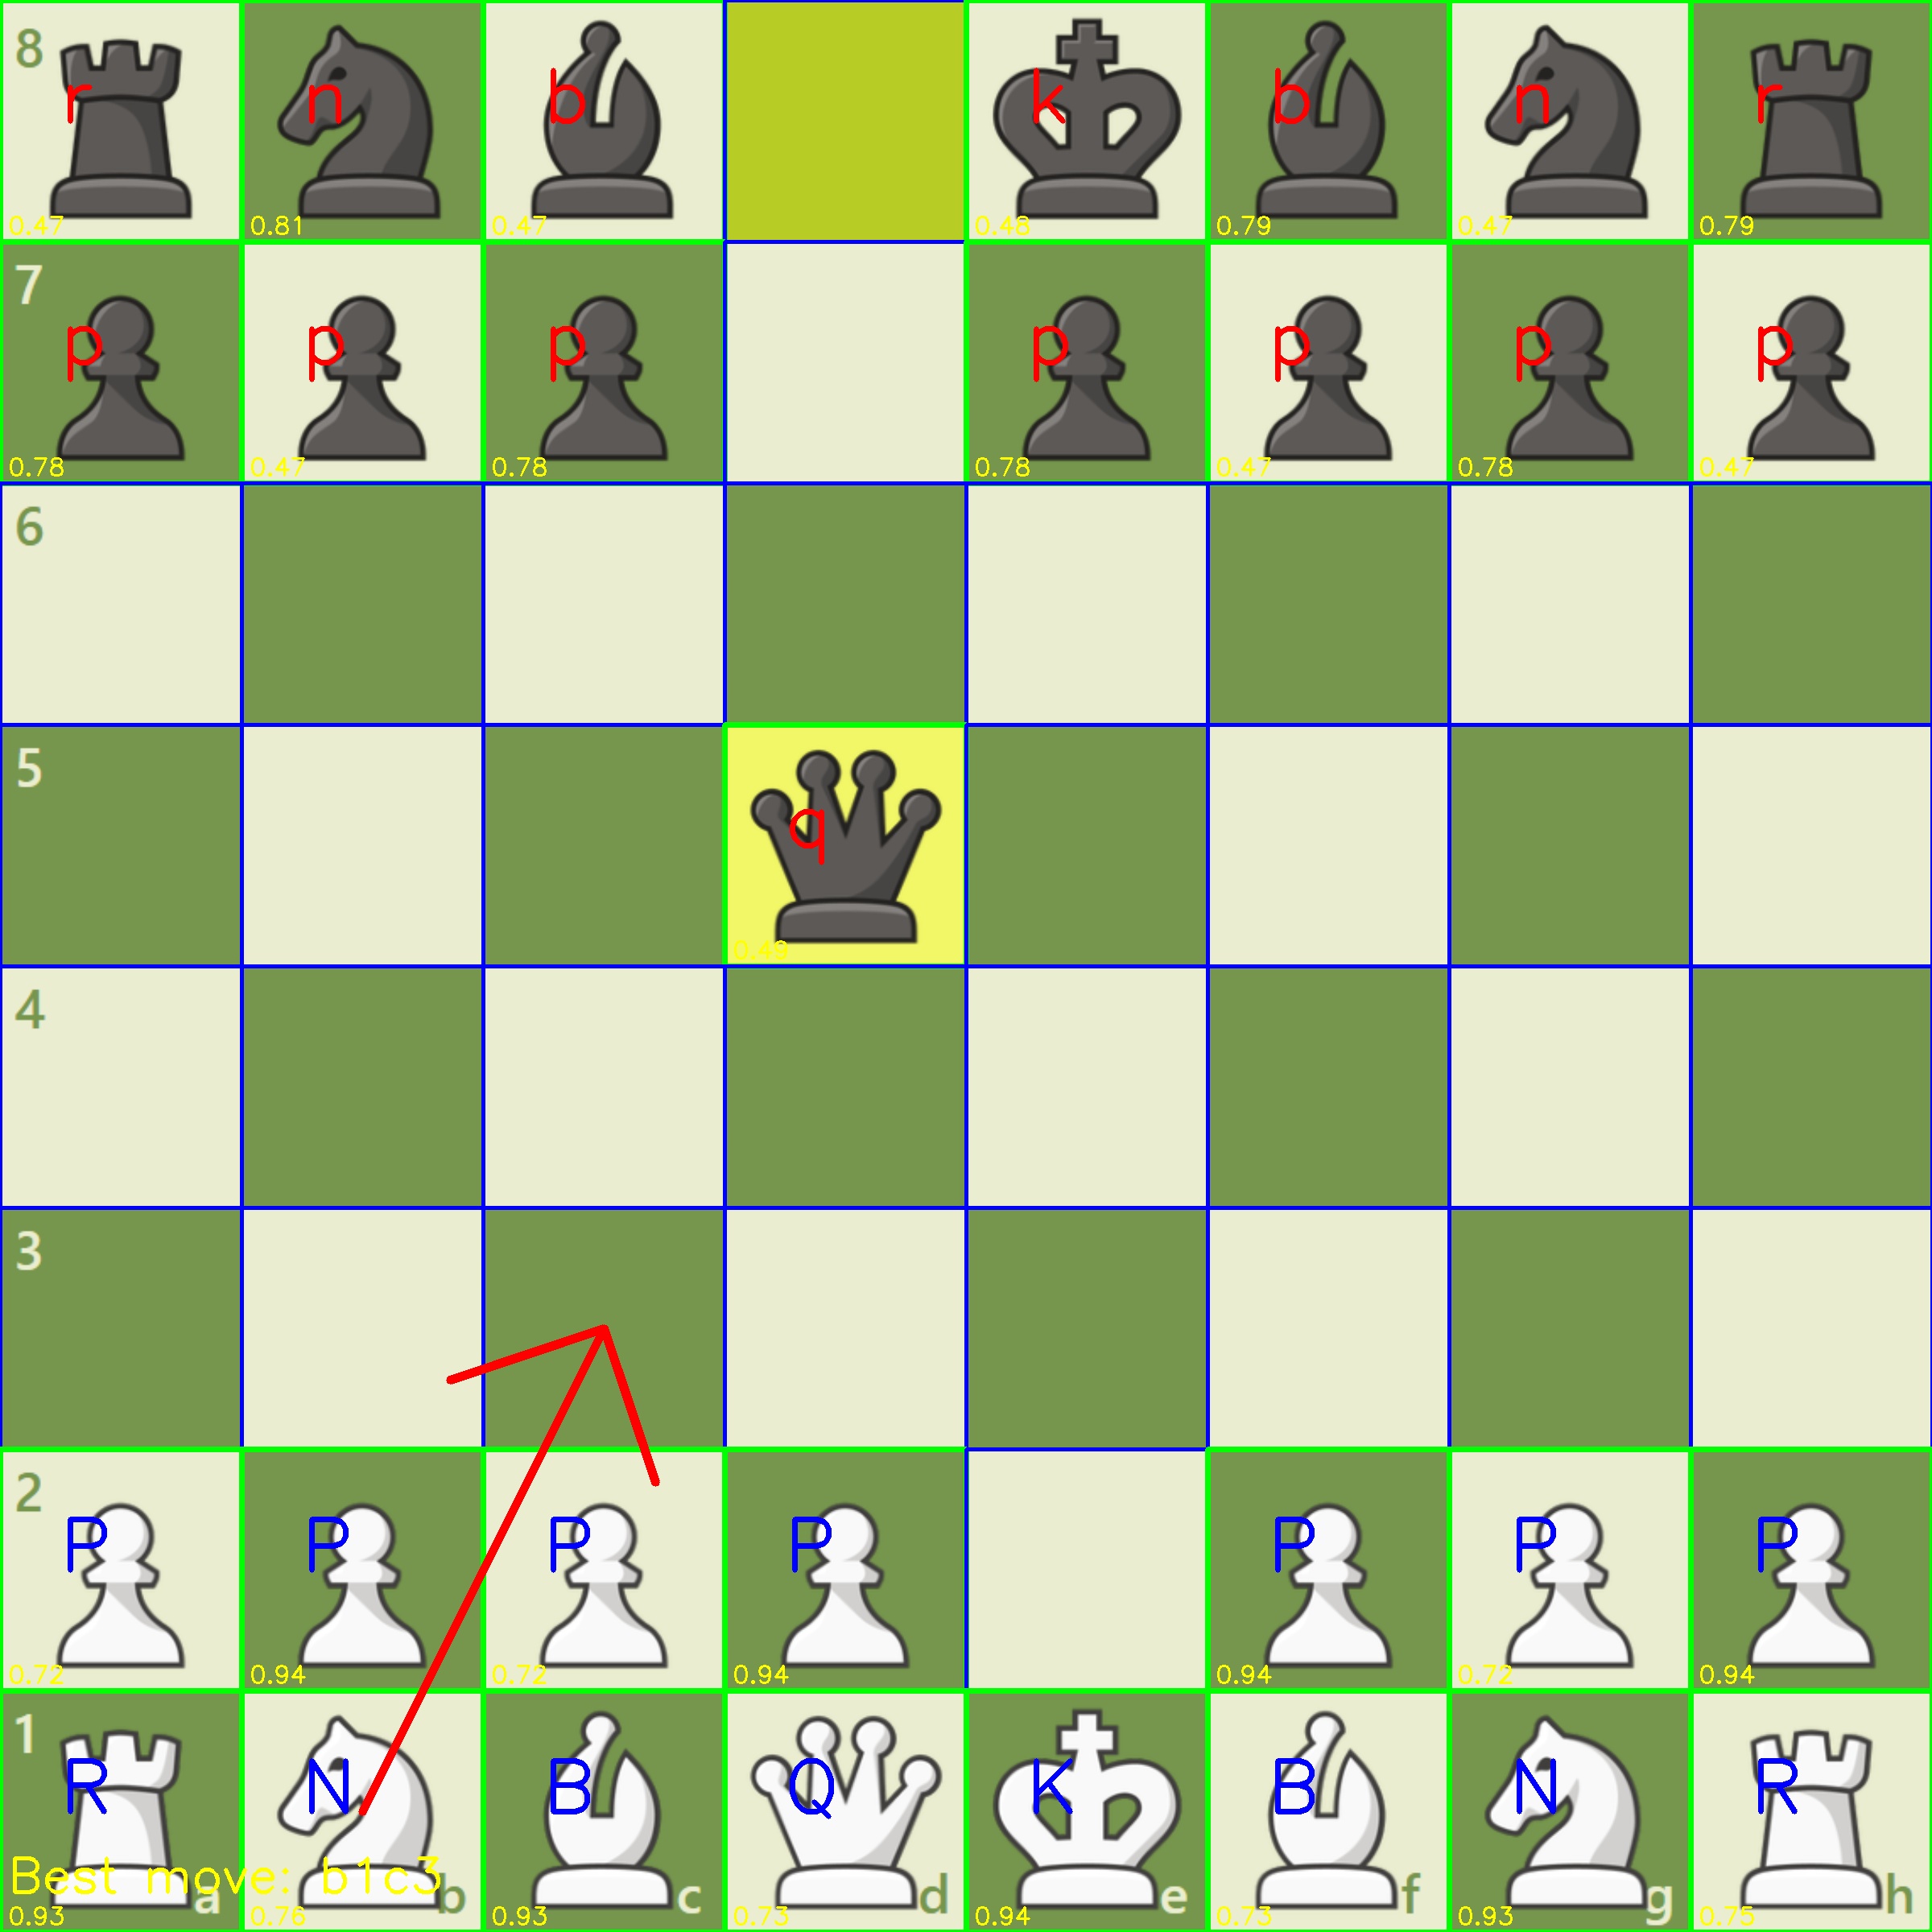 8 r n b k b n r
0.47 0.81 0.47 0.48 0.79 0.47 0.79
7 p p p p p p p
0.78 0.47 0.78 0.78 0.47 0.78 0.47
6
5 q
0.49
4
3
2 P P P P P P P
0.72 0.94 0.72 0.94 0.94 0.72 0.94
1 R N B Q K B N R
Best move: b1c3
a b c d e f g h
0.93 0.76 0.93 0.73 0.94 0.73 0.93 0.75